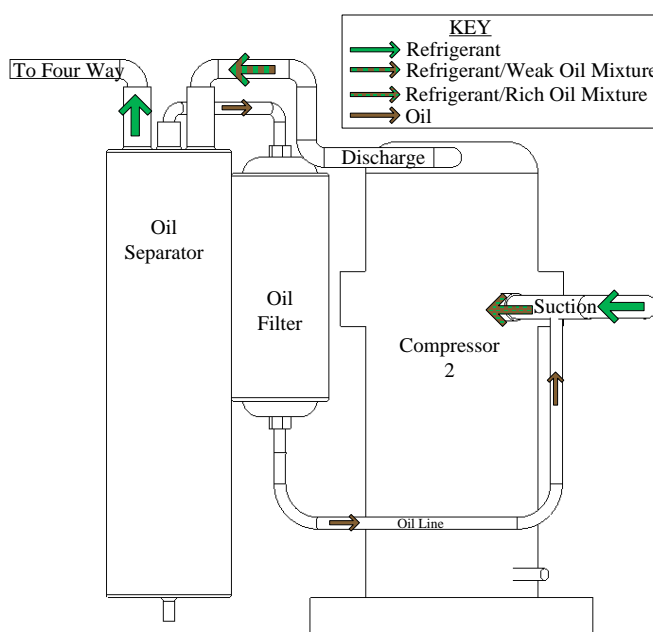 KEY
Refrigerant
Refrigerant/Weak Oil Mixture
Refrigerant/Rich Oil Mixture
Oil
To Four Way
Discharge
Oil
Separator
Oil
Filter
Suction
Compressor
2
Oil Line